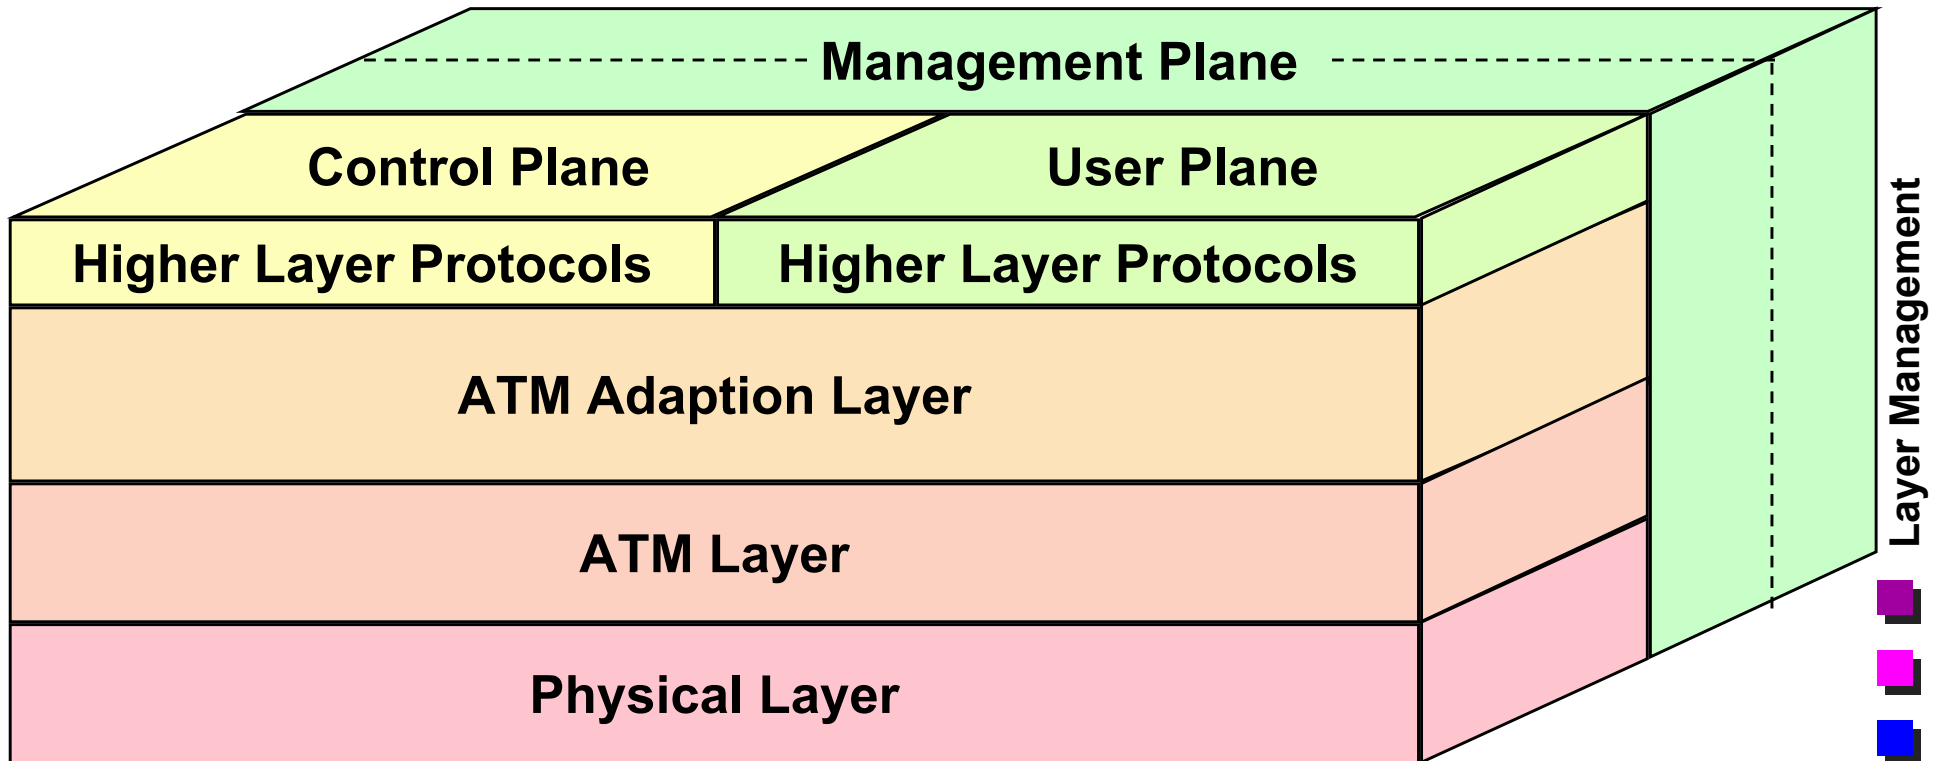 Management Plane
Control Plane
User Plane
Higher Layer Protocols
Higher Layer Protocols
ATM Adaption Layer
ATM Layer
Physical Layer
Layer Management